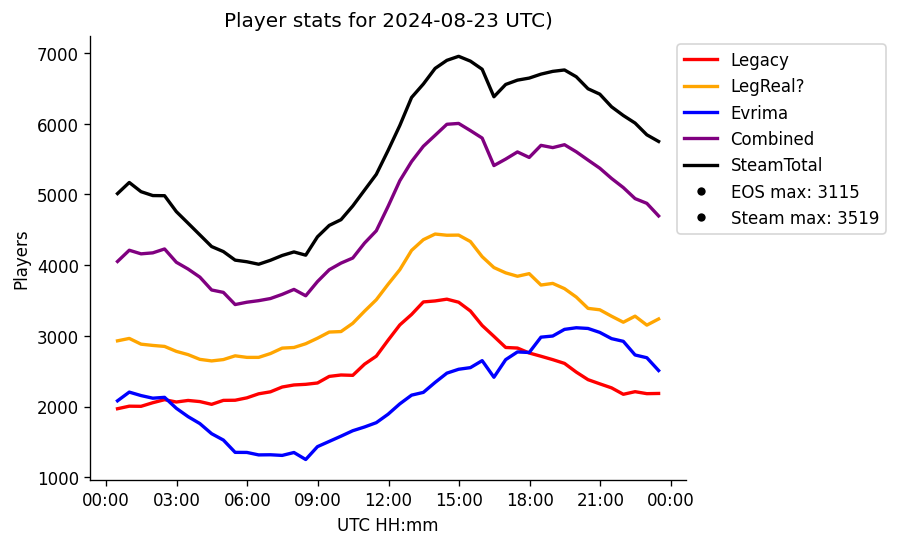 Player stats for 2024-08-23 UTC)
7000
6000
5000
4000
3000
2000
1000
Players
00:00 03:00 06:00 09:00 12:00 15:00 18:00 21:00 00:00
UTC HH:mm
Legacy
LegReal?
Evrima
Combined
SteamTotal
EOS max: 3115
Steam max: 3519